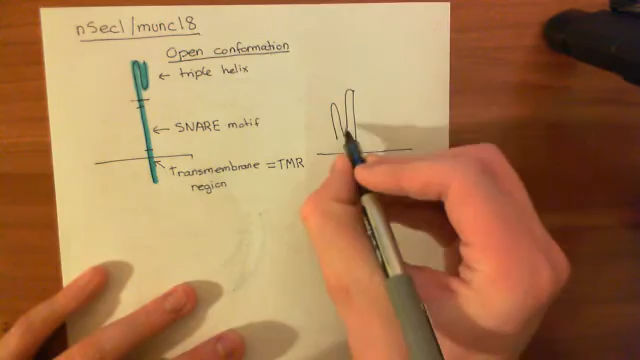 nSec1/munc18
Open conformation
← triple helix
← SNARE motif
Transmembrane = TMR
region